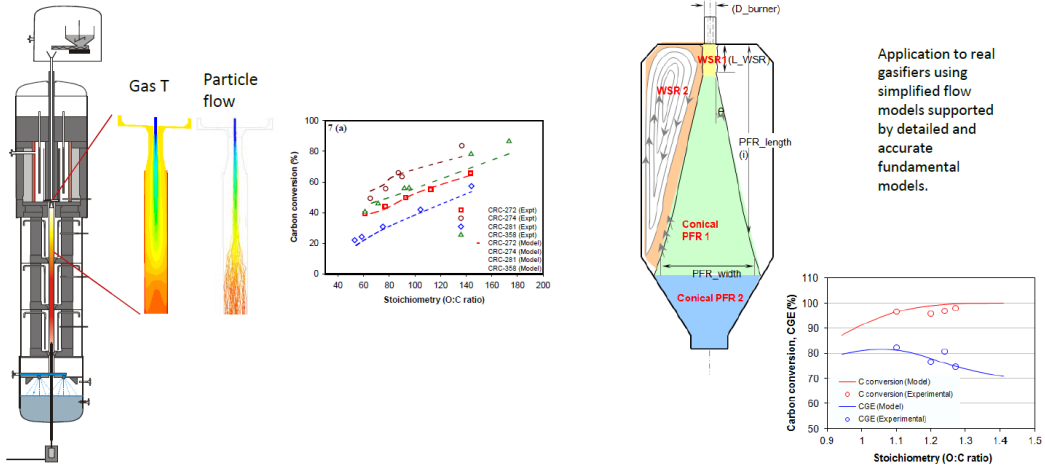 Gas T
Particle
flow
7 (a)
Carbon conversion (%)
100
80
60
40
20
0
40
60
80
100
120
140
160
180
200
Stoichiometry (O:C ratio)
CRC-272 (Expt)
CRC-274 (Expt)
CRC-281 (Expt)
CRC-358 (Expt)
CRC-272 (Model)
CRC-274 (Model)
CRC-281 (Model)
CRC-358 (Model)
(D_burner)
WSR1
(L_WSR)
WSR 2
PFR_length
(i)
Conical
PFR 1
PFR_width
Conical PFR 2
Application to real
gasifiers using
simplified flow
models supported
by detailed and
accurate
fundamental
models.
Carbon conversion, CGE (%)
110
100
90
80
70
60
50
C conversion (Model)
C conversion (Experimental)
CGE (Model)
CGE (Experimental)
0.9
1
1.1
1.2
1.3
1.4
1.5
Stoichiometry (O:C ratio)